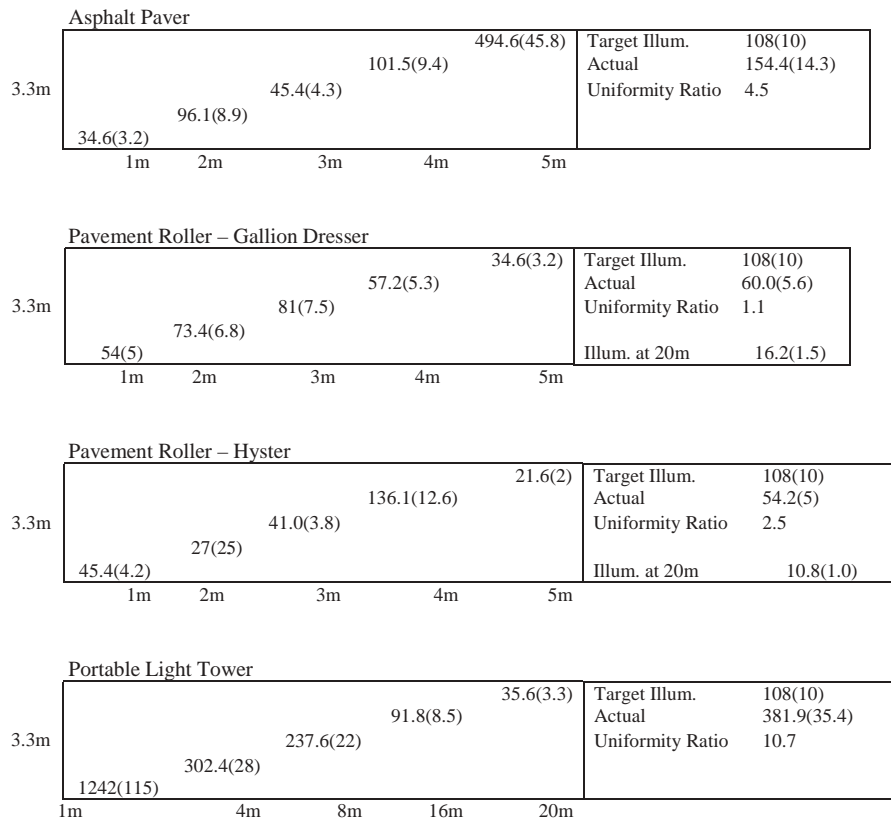 Asphalt Paver
494.6(45.8) Target Illum. 108(10)
101.5(9.4) Actual 154.4(14.3)
3.3m 45.4(4.3) Uniformity Ratio 4.5
96.1(8.9)
34.6(3.2)
1m 2m 3m 4m 5m
Pavement Roller – Gallion Dresser
34.6(3.2) Target Illum. 108(10)
57.2(5.3) Actual 60.0(5.6)
3.3m 81(7.5) Uniformity Ratio 1.1
73.4(6.8)
54(5) Illum. at 20m 16.2(1.5)
1m 2m 3m 4m 5m
Pavement Roller – Hyster
21.6(2) Target Illum. 108(10)
136.1(12.6) Actual 54.2(5)
3.3m 41.0(3.8) Uniformity Ratio 2.5
27(25)
45.4(4.2) Illum. at 20m 10.8(1.0)
1m 2m 3m 4m 5m
Portable Light Tower
35.6(3.3) Target Illum. 108(10)
91.8(8.5) Actual 381.9(35.4)
3.3m 237.6(22) Uniformity Ratio 10.7
302.4(28)
1242(115)
1m 4m 8m 16m 20m